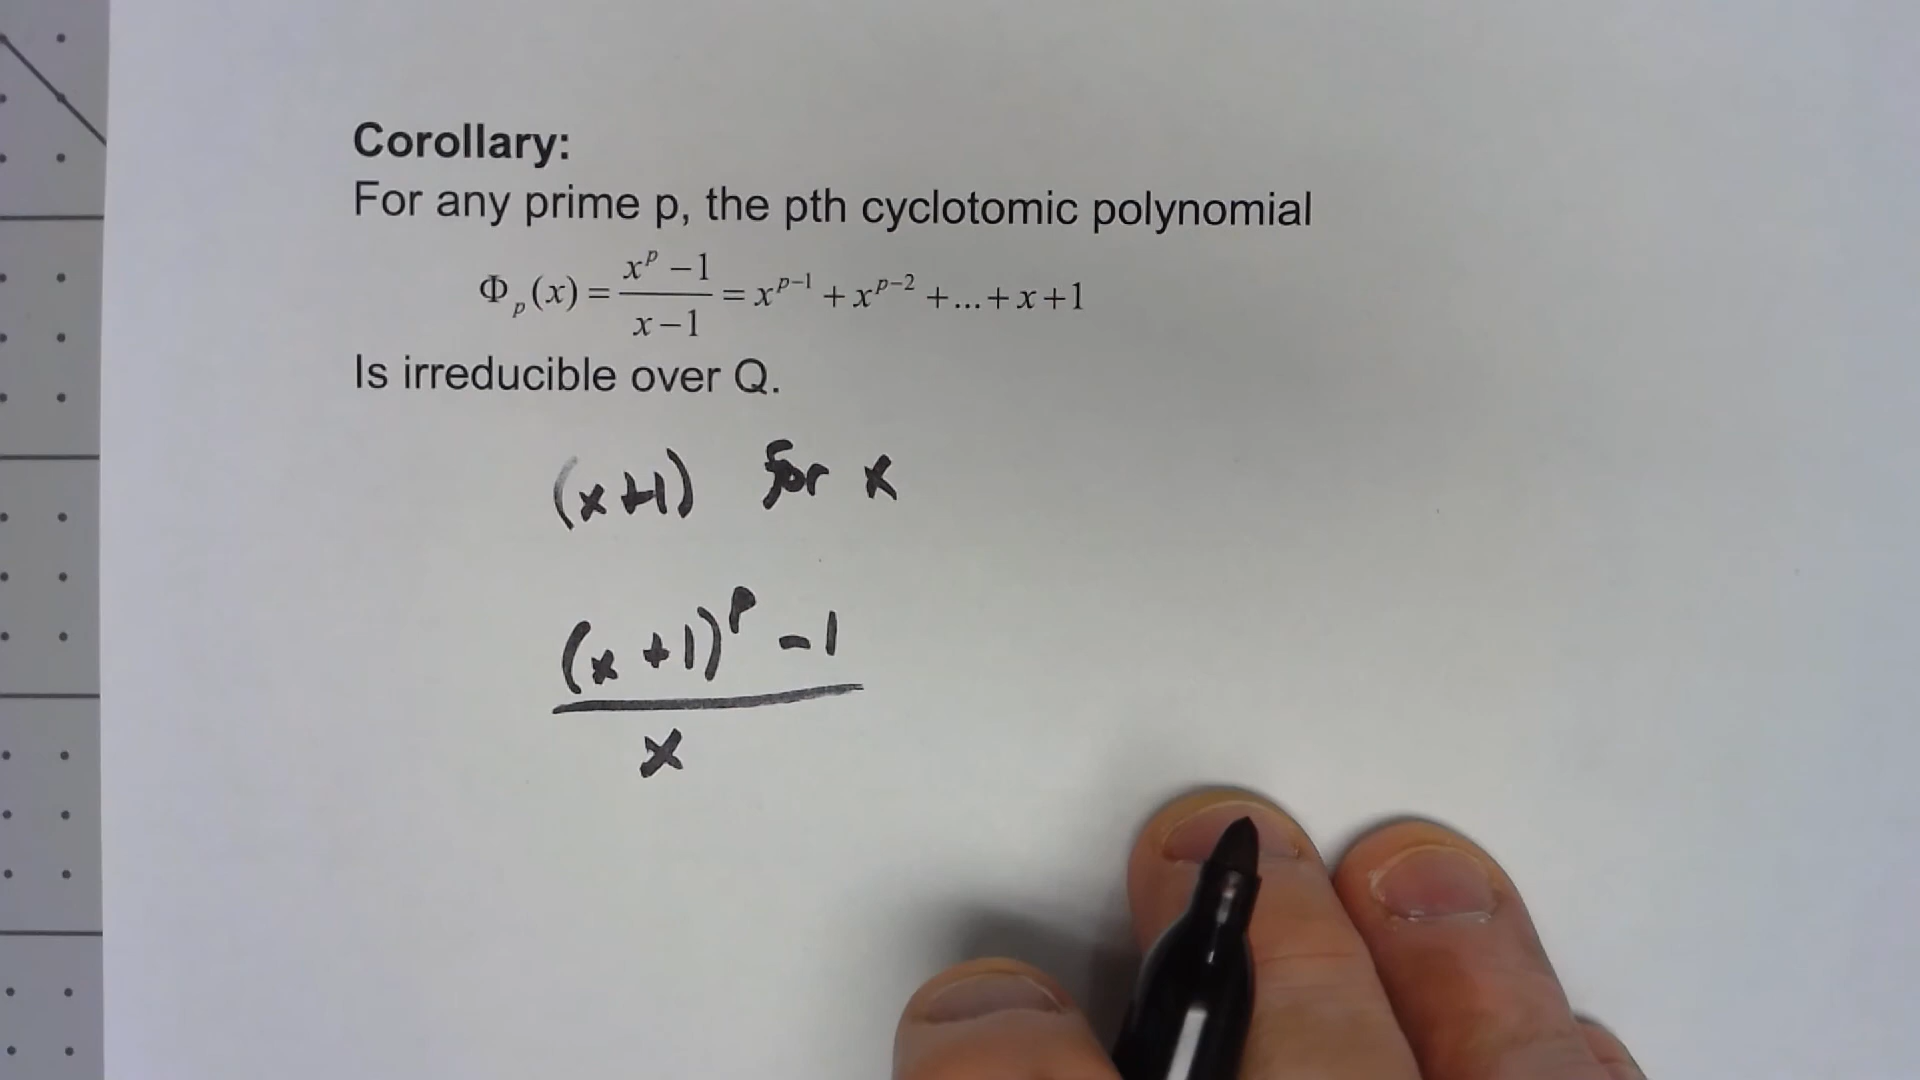 Corollary:
For any prime p, the pth cyclotomic polynomial
Φ_p(x) = (x^p − 1)/(x − 1) = x^{p−1} + x^{p−2} + ... + x + 1
Is irreducible over Q.
(x+1) for x
((x+1)^p − 1)/x